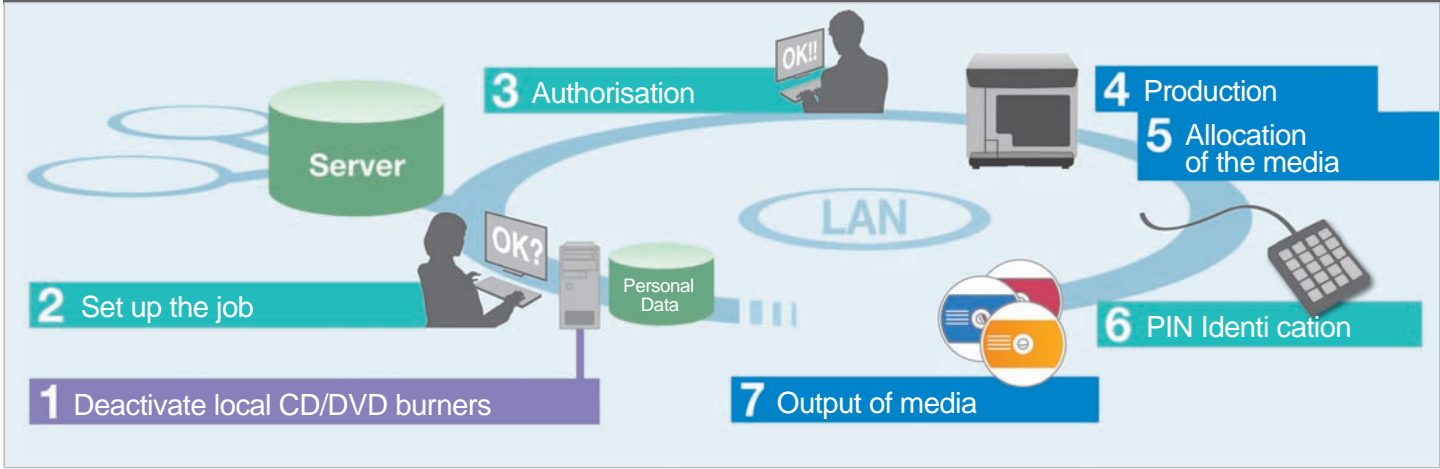 3 Authorisation
OK!!
4 Production
5 Allocation
of the media
Server
LAN
OK?
Personal
Data
2 Set up the job
6 PIN Identi cation
1 Deactivate local CD/DVD burners
7 Output of media